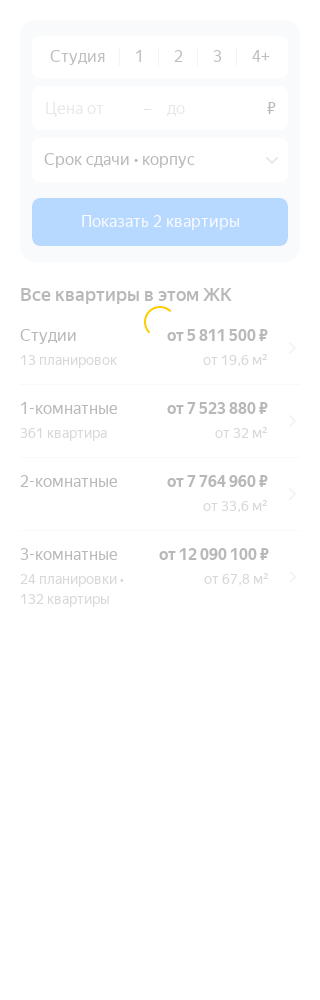 Студия 1 2 3 4+
Цена от – до ₽
Срок сдачи • корпус
Показать 2 квартиры
Все квартиры в этом ЖК
Студии от 5 811 500 ₽
13 планировок от 19,6 м²
1-комнатные от 7 523 880 ₽
361 квартира от 32 м²
2-комнатные от 7 764 960 ₽
от 33,6 м²
3-комнатные от 12 090 100 ₽
24 планировки • от 67,8 м²
132 квартиры